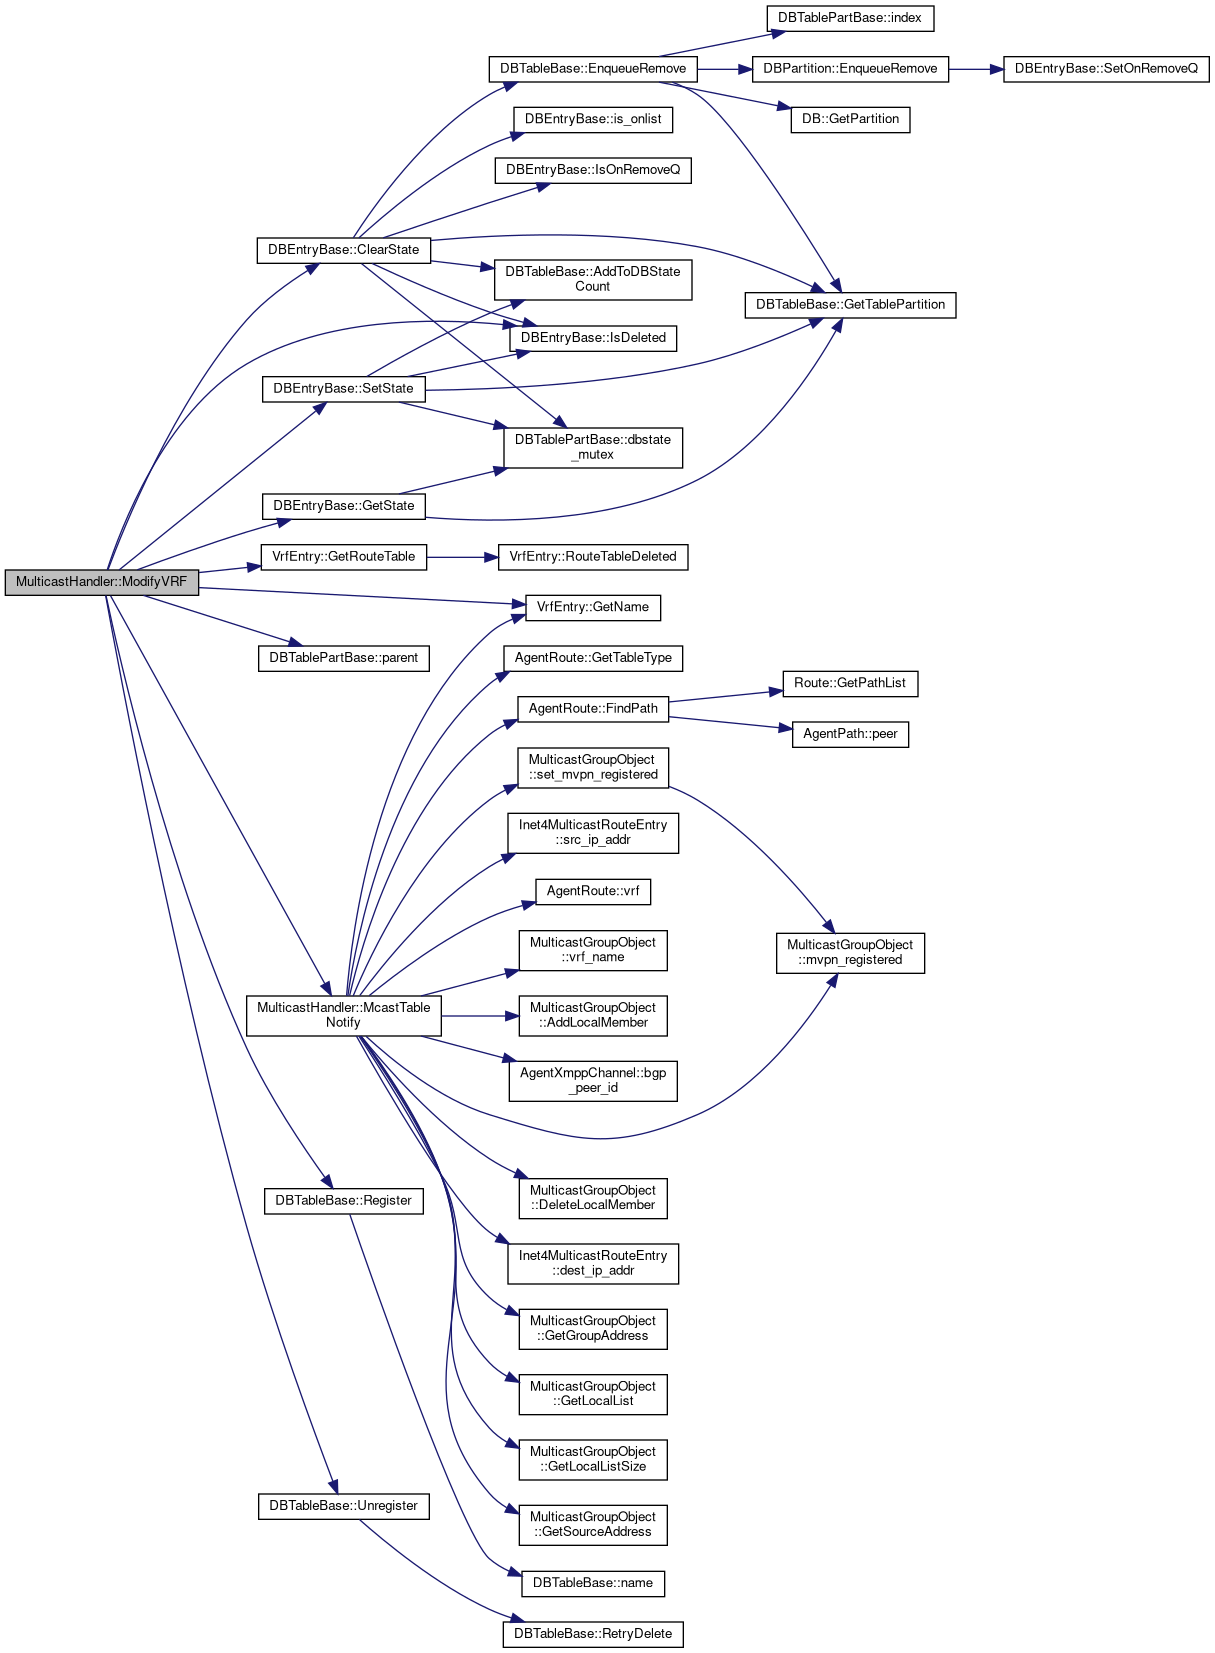 DBTablePartBase::index
DBTableBase::EnqueueRemove
DBPartition::EnqueueRemove
DBEntryBase::SetOnRemoveQ
DBEntryBase::is_onlist
DB::GetPartition
DBEntryBase::IsOnRemoveQ
DBEntryBase::ClearState
DBTableBase::AddToDBState
Count
DBTableBase::GetTablePartition
DBEntryBase::IsDeleted
DBEntryBase::SetState
DBTablePartBase::dbstate
_mutex
DBEntryBase::GetState
VrfEntry::GetRouteTable
VrfEntry::RouteTableDeleted
MulticastHandler::ModifyVRF
VrfEntry::GetName
DBTablePartBase::parent
AgentRoute::GetTableType
Route::GetPathList
AgentRoute::FindPath
AgentPath::peer
MulticastGroupObject
::set_mvpn_registered
Inet4MulticastRouteEntry
::src_ip_addr
AgentRoute::vrf
MulticastGroupObject
::vrf_name
MulticastGroupObject
::mvpn_registered
MulticastHandler::McastTable
Notify
MulticastGroupObject
::AddLocalMember
AgentXmppChannel::bgp
_peer_id
MulticastGroupObject
::DeleteLocalMember
DBTableBase::Register
Inet4MulticastRouteEntry
::dest_ip_addr
MulticastGroupObject
::GetGroupAddress
MulticastGroupObject
::GetLocalList
MulticastGroupObject
::GetLocalListSize
DBTableBase::Unregister
MulticastGroupObject
::GetSourceAddress
DBTableBase::name
DBTableBase::RetryDelete